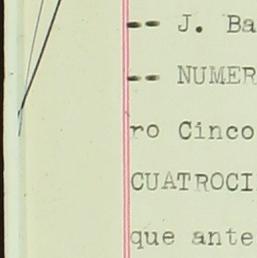 -- J. Ba
-- NUMER
ro Cinco
CUATROCI
que ante